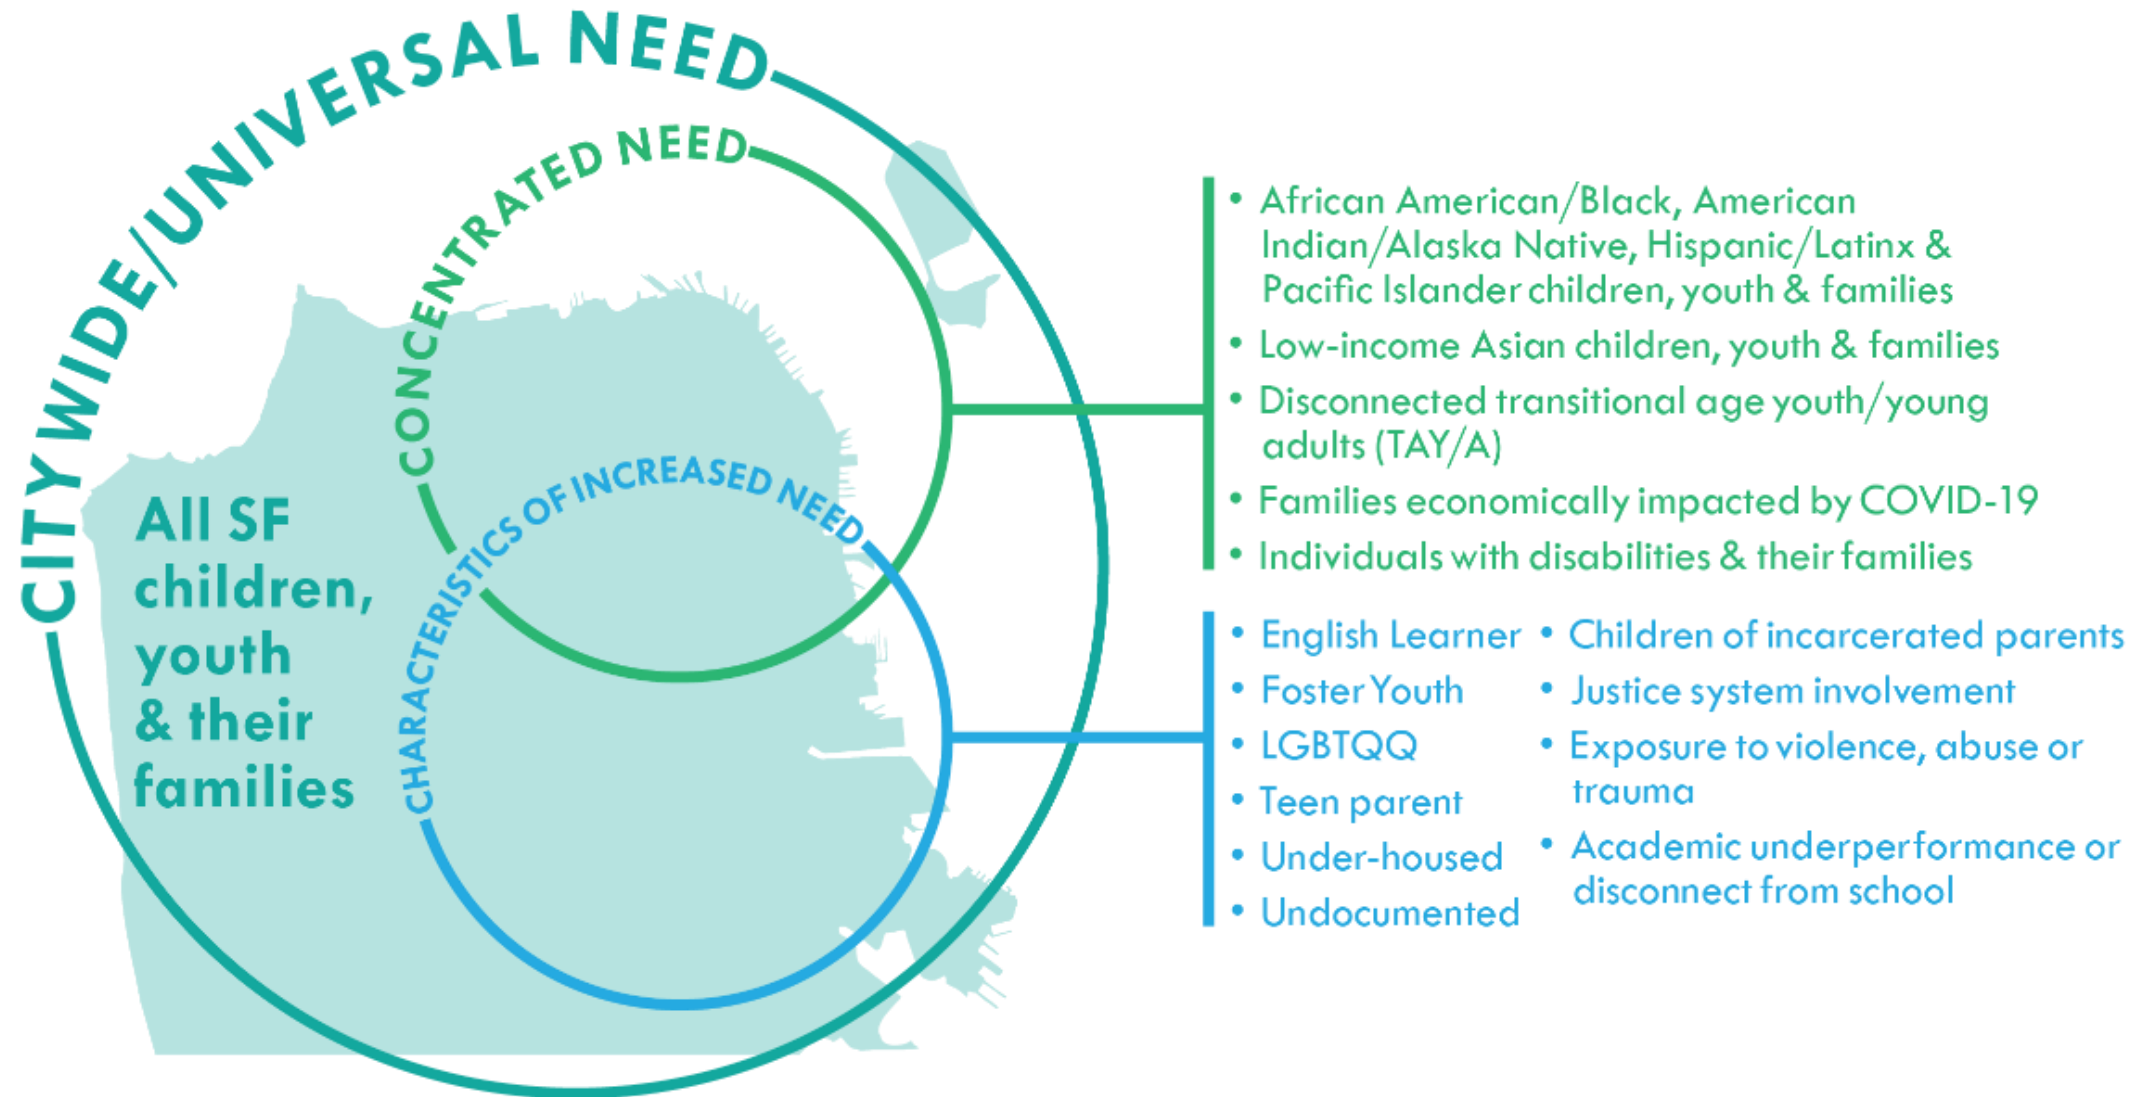 CITYWIDE/UNIVERSAL NEED
CONCENTRATED NEED
CHARACTERISTICS OF INCREASED NEED
All SF
children,
youth
& their
families
• African American/Black, American
Indian/Alaska Native, Hispanic/Latinx &
Pacific Islander children, youth & families
• Low-income Asian children, youth & families
• Disconnected transitional age youth/young
adults (TAY/A)
• Families economically impacted by COVID-19
• Individuals with disabilities & their families
• English Learner
• Foster Youth
• LGBTQQ
• Teen parent
• Under-housed
• Undocumented
• Children of incarcerated parents
• Justice system involvement
• Exposure to violence, abuse or
trauma
• Academic underperformance or
disconnect from school